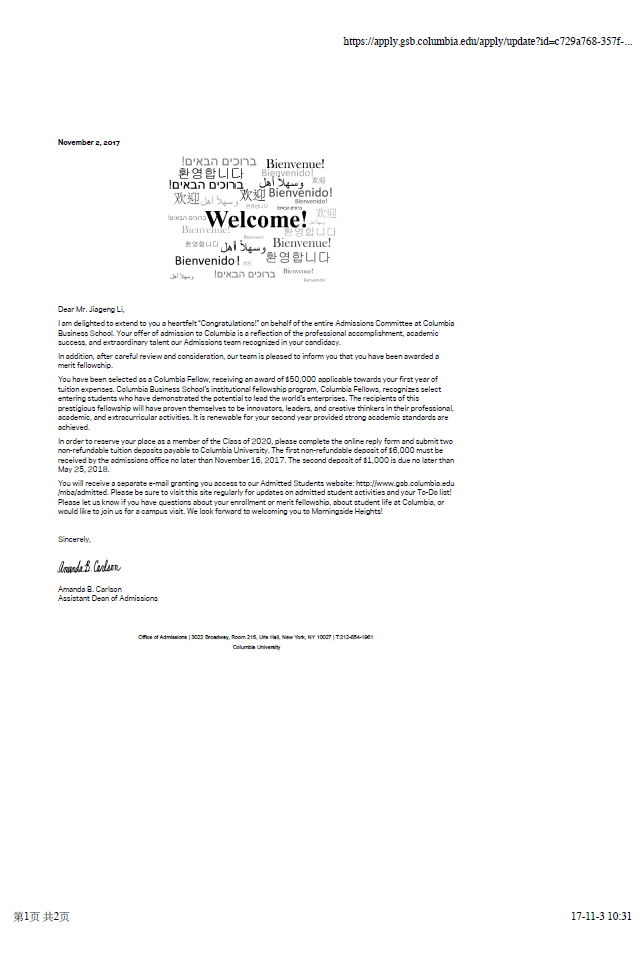 https://apply.gsb.columbia.edu/apply/update?id=c729a768-357f-...
November 2, 2017
ברוכים הבאים!
Bienvenue!
환영합니다
Bienvenido!
ברוכים הבאים!
وسهلاً أهل
欢迎
欢迎
وسهلاً أهل
欢迎
Bienvenido!
Bienvenido!
환영합니다
ברוכים הבאים!
Welcome!
欢迎
Bienvenue!
환영합니다
환영합니다
وسهلاً أهل
Bienvenue!
Bienvenido!
환영합니다
وسهلاً أهل
ברוכים הבאים!
Bienvenue!
Bienvenido!
Dear Mr. Jiageng Li,
I am delighted to extend to you a heartfelt "Congratulations!" on behalf of the entire Admissions Committee at Columbia
Business School. Your offer of admission to Columbia is a reflection of the professional accomplishment, academic
success, and extraordinary talent our Admissions team recognized in your candidacy.
In addition, after careful review and consideration, our team is pleased to inform you that you have been awarded a
merit fellowship.
You have been selected as a Columbia Fellow, receiving an award of $50,000 applicable towards your first year of
tuition expenses. Columbia Business School's institutional fellowship program, Columbia Fellows, recognizes select
entering students who have demonstrated the potential to lead the world's enterprises. The recipients of this
prestigious fellowship will have proven themselves to be innovators, leaders, and creative thinkers in their professional,
academic, and extracurricular activities. It is renewable for your second year provided strong academic standards are
achieved.
In order to reserve your place as a member of the Class of 2020, please complete the online reply form and submit two
non-refundable tuition deposits payable to Columbia University. The first non-refundable deposit of $6,000 must be
received by the admissions office no later than November 16, 2017. The second deposit of $1,000 is due no later than
May 25, 2018.
You will receive a separate e-mail granting you access to our Admitted Students website: http://www.gsb.columbia.edu
/mba/admitted. Please be sure to visit this site regularly for updates on admitted student activities and your To-Do list!
Please let us know if you have questions about your enrollment or merit fellowship, about student life at Columbia, or
would like to join us for a campus visit. We look forward to welcoming you to Morningside Heights!
Sincerely,
Amanda B. Carlson
Amanda B. Carlson
Assistant Dean of Admissions
Office of Admissions | 3022 Broadway, Room 216, Uris Hall, New York, NY 10027 | T:212-854-1961
Columbia University
第1页 共2页
17-11-3 10:31